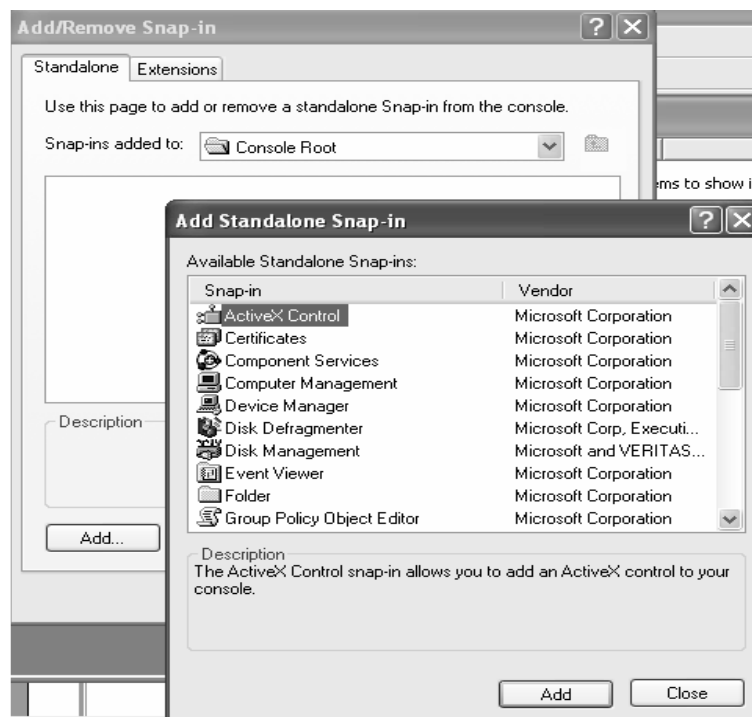 Add/Remove Snap-in
Standalone Extensions
Use this page to add or remove a standalone Snap-in from the console.
Snap-ins added to: Console Root
ms to show i
Add Standalone Snap-in
Available Standalone Snap-ins:
Snap-in Vendor
ActiveX Control Microsoft Corporation
Certificates Microsoft Corporation
Component Services Microsoft Corporation
Computer Management Microsoft Corporation
Device Manager Microsoft Corporation
Disk Defragmenter Microsoft Corp, Executi...
Disk Management Microsoft and VERITAS...
Event Viewer Microsoft Corporation
Folder Microsoft Corporation
Group Policy Object Editor Microsoft Corporation
Description
Add...
Description
The ActiveX Control snap-in allows you to add an ActiveX control to your
console.
Add Close